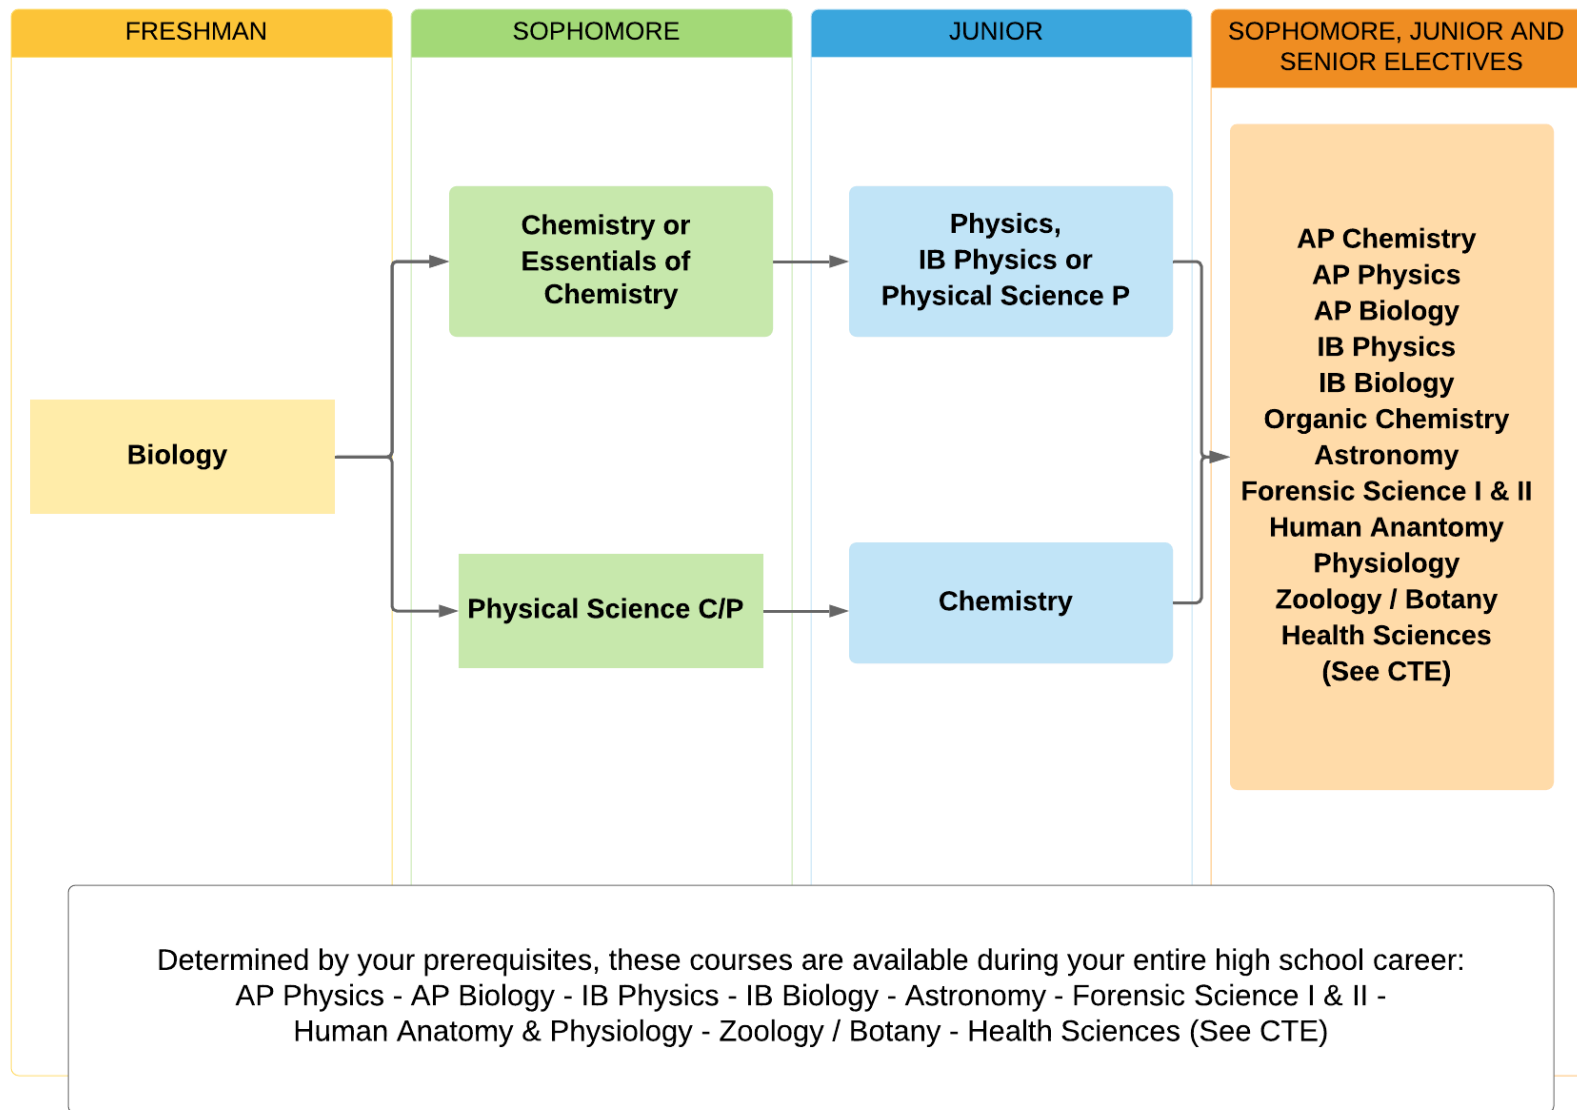 FRESHMAN
SOPHOMORE
JUNIOR
SOPHOMORE, JUNIOR AND
SENIOR ELECTIVES
Biology
Chemistry or
Essentials of
Chemistry
Physical Science C/P
Physics,
IB Physics or
Physical Science P
Chemistry
AP Chemistry
AP Physics
AP Biology
IB Physics
IB Biology
Organic Chemistry
Astronomy
Forensic Science I & II
Human Anantomy
Physiology
Zoology / Botany
Health Sciences
(See CTE)
Determined by your prerequisites, these courses are available during your entire high school career:
AP Physics - AP Biology - IB Physics - IB Biology - Astronomy - Forensic Science I & II -
Human Anatomy & Physiology - Zoology / Botany - Health Sciences (See CTE)